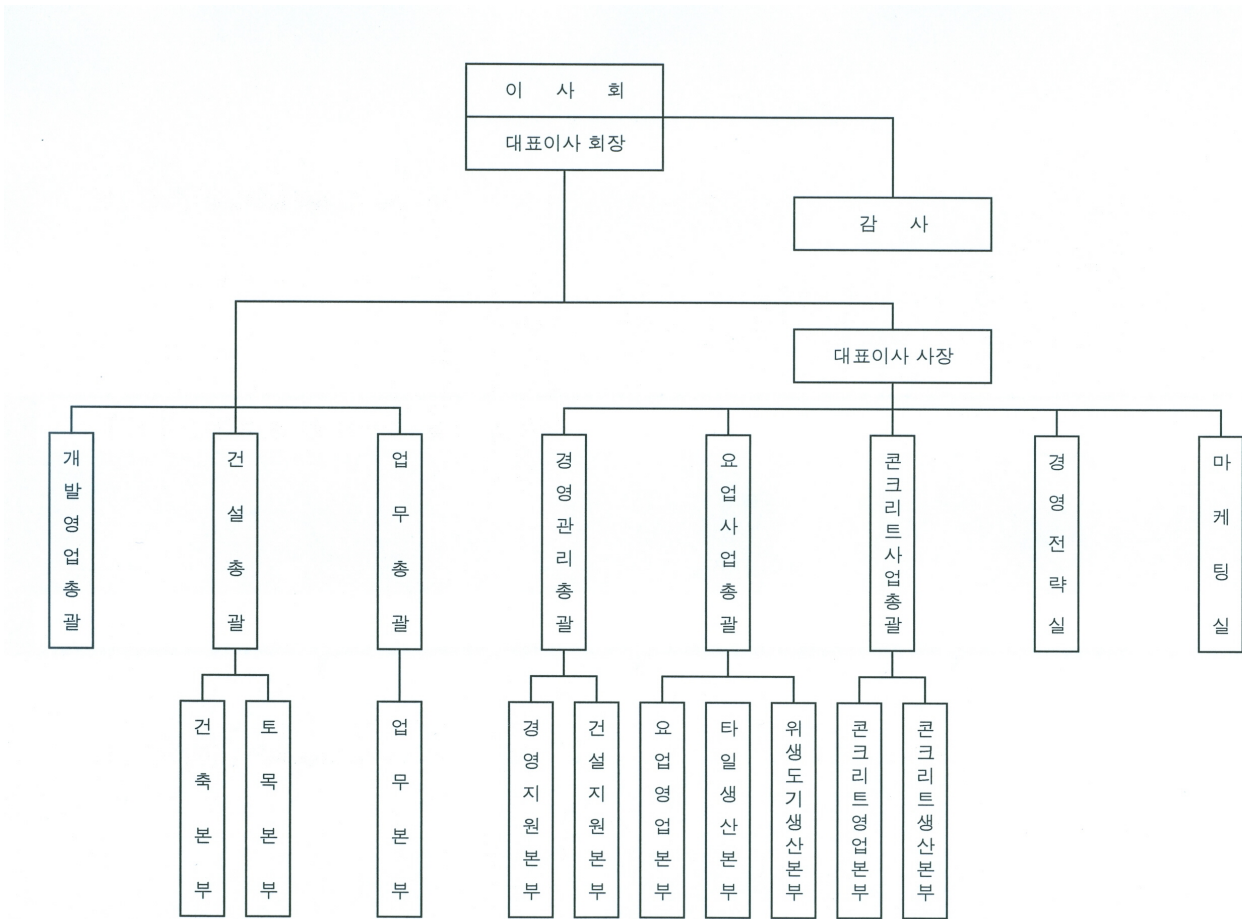 이 사 회
대표이사 회장
감 사
대표이사 사장
개발영업총괄
건설총괄
업무총괄
경영관리총괄
요업사업총괄
콘크리트사업총괄
경영전략실
마케팅실
건축본부
토목본부
업무본부
경영지원본부
건설지원본부
요업영업본부
타일생산본부
위생도기생산본부
콘크리트영업본부
콘크리트생산본부